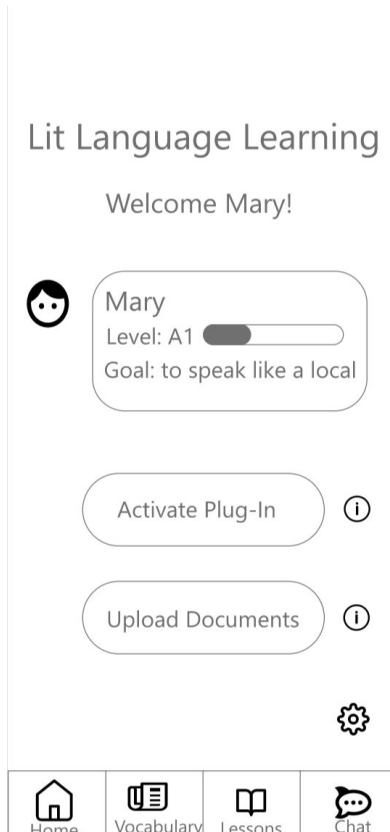 Lit Language Learning
Welcome Mary!
Mary
Level: A1
Goal: to speak like a local
Activate Plug-In
i
Upload Documents
i
Home Vocabulary Lessons Chat